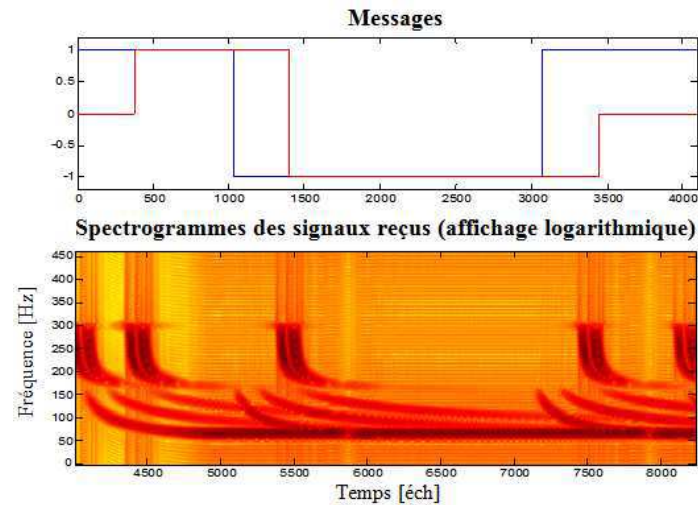 Messages
1
0.5
0
-0.5
-1
0 500 1000 1500 2000 2500 3000 3500 4000
Spectrogrammes des signaux reçus (affichage logarithmique)
450
400
350
300
250
200
150
100
50
0
Fréquence [Hz]
4500 5000 5500 6000 6500 7000 7500 8000
Temps [éch]